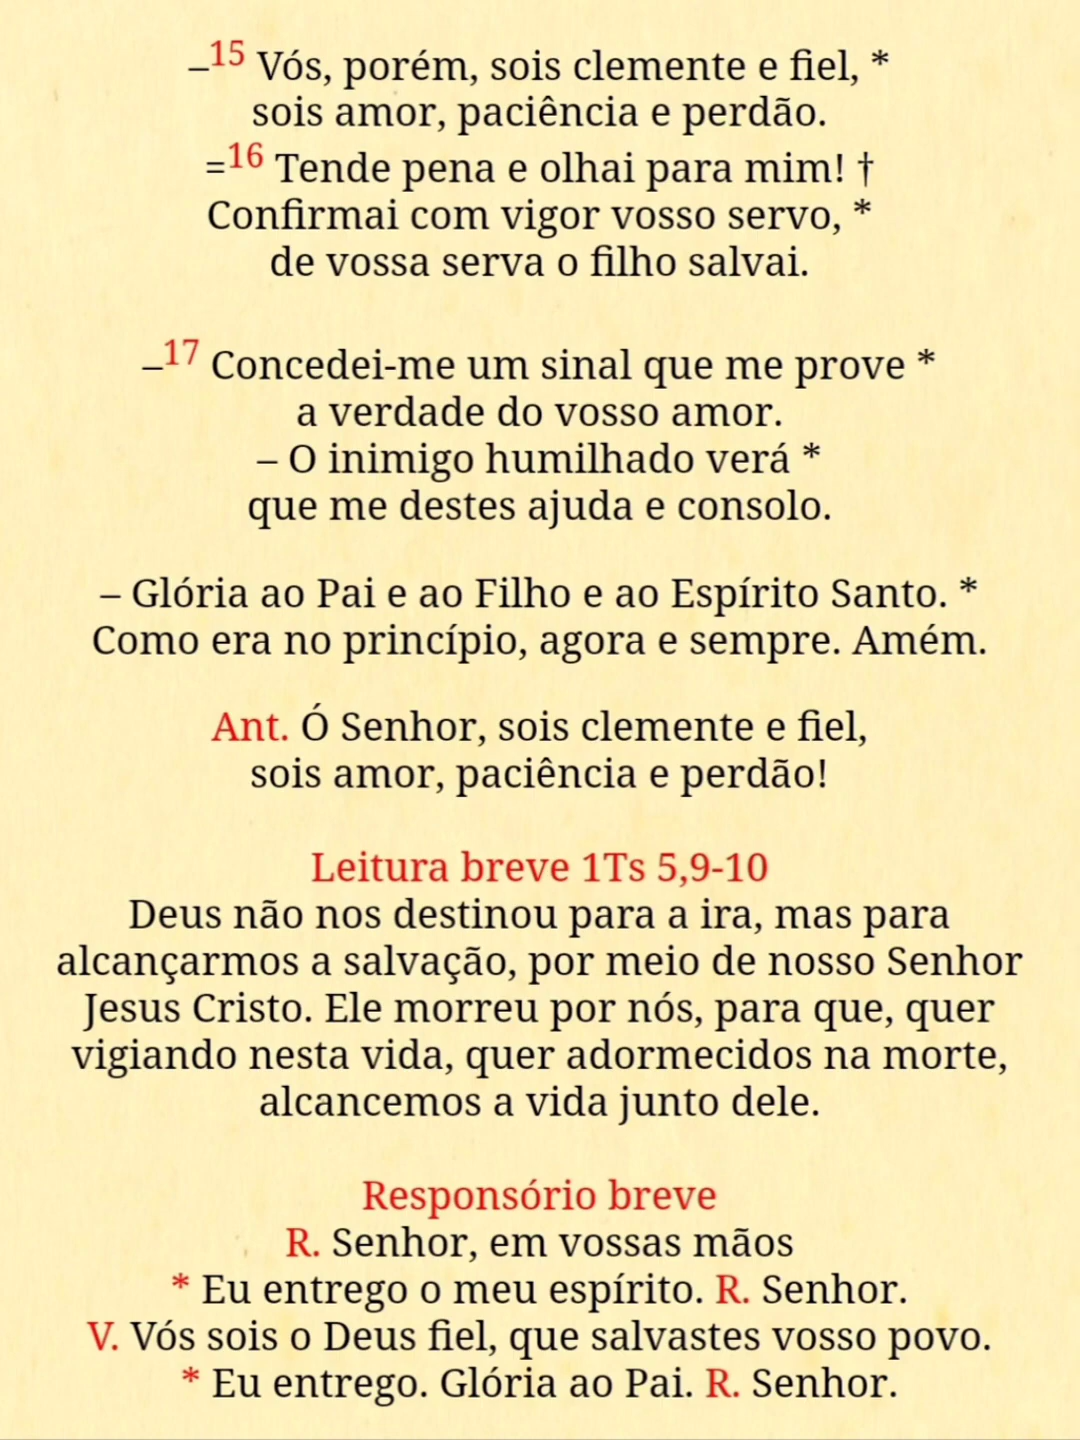 –15 Vós, porém, sois clemente e fiel, *
sois amor, paciência e perdão.
=16 Tende pena e olhai para mim! †
Confirmai com vigor vosso servo, *
de vossa serva o filho salvai.
–17 Concedei-me um sinal que me prove *
a verdade do vosso amor.
– O inimigo humilhado verá *
que me destes ajuda e consolo.
– Glória ao Pai e ao Filho e ao Espírito Santo. *
Como era no princípio, agora e sempre. Amém.
Ant. Ó Senhor, sois clemente e fiel,
sois amor, paciência e perdão!
Leitura breve 1Ts 5,9-10
Deus não nos destinou para a ira, mas para
alcançarmos a salvação, por meio de nosso Senhor
Jesus Cristo. Ele morreu por nós, para que, quer
vigiando nesta vida, quer adormecidos na morte,
alcancemos a vida junto dele.
Responsório breve
R. Senhor, em vossas mãos
* Eu entrego o meu espírito. R. Senhor.
V. Vós sois o Deus fiel, que salvastes vosso povo.
* Eu entrego. Glória ao Pai. R. Senhor.